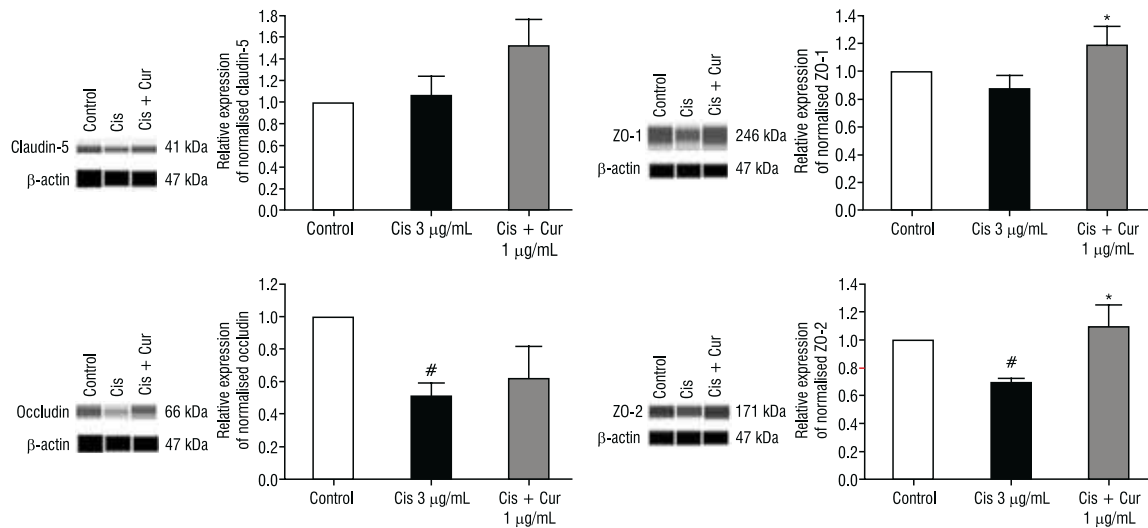 Control
Cis
Cis + Cur
Claudin-5
41 kDa
β-actin
47 kDa
Relative expression
of normalised claudin-5
1.8
1.6
1.4
1.2
1.0
0.8
0.6
0.4
0.2
0.0
Control
Cis 3 μg/mL
Cis + Cur
1 μg/mL
Control
Cis
Cis + Cur
ZO-1
246 kDa
β-actin
47 kDa
Relative expression
of normalised ZO-1
1.4
1.2
1.0
0.8
0.6
0.4
0.2
0.0
*
Control
Cis 3 μg/mL
Cis + Cur
1 μg/mL
Control
Cis
Cis + Cur
Occludin
66 kDa
β-actin
47 kDa
Relative expression
of normalised occludin
1.2
1.0
0.8
0.6
0.4
0.2
0.0
#
Control
Cis 3 μg/mL
Cis + Cur
1 μg/mL
Control
Cis
Cis + Cur
ZO-2
171 kDa
β-actin
47 kDa
Relative expression
of normalised ZO-2
1.4
1.2
1.0
0.8
0.6
0.4
0.2
0.0
#
*
Control
Cis 3 μg/mL
Cis + Cur
1 μg/mL